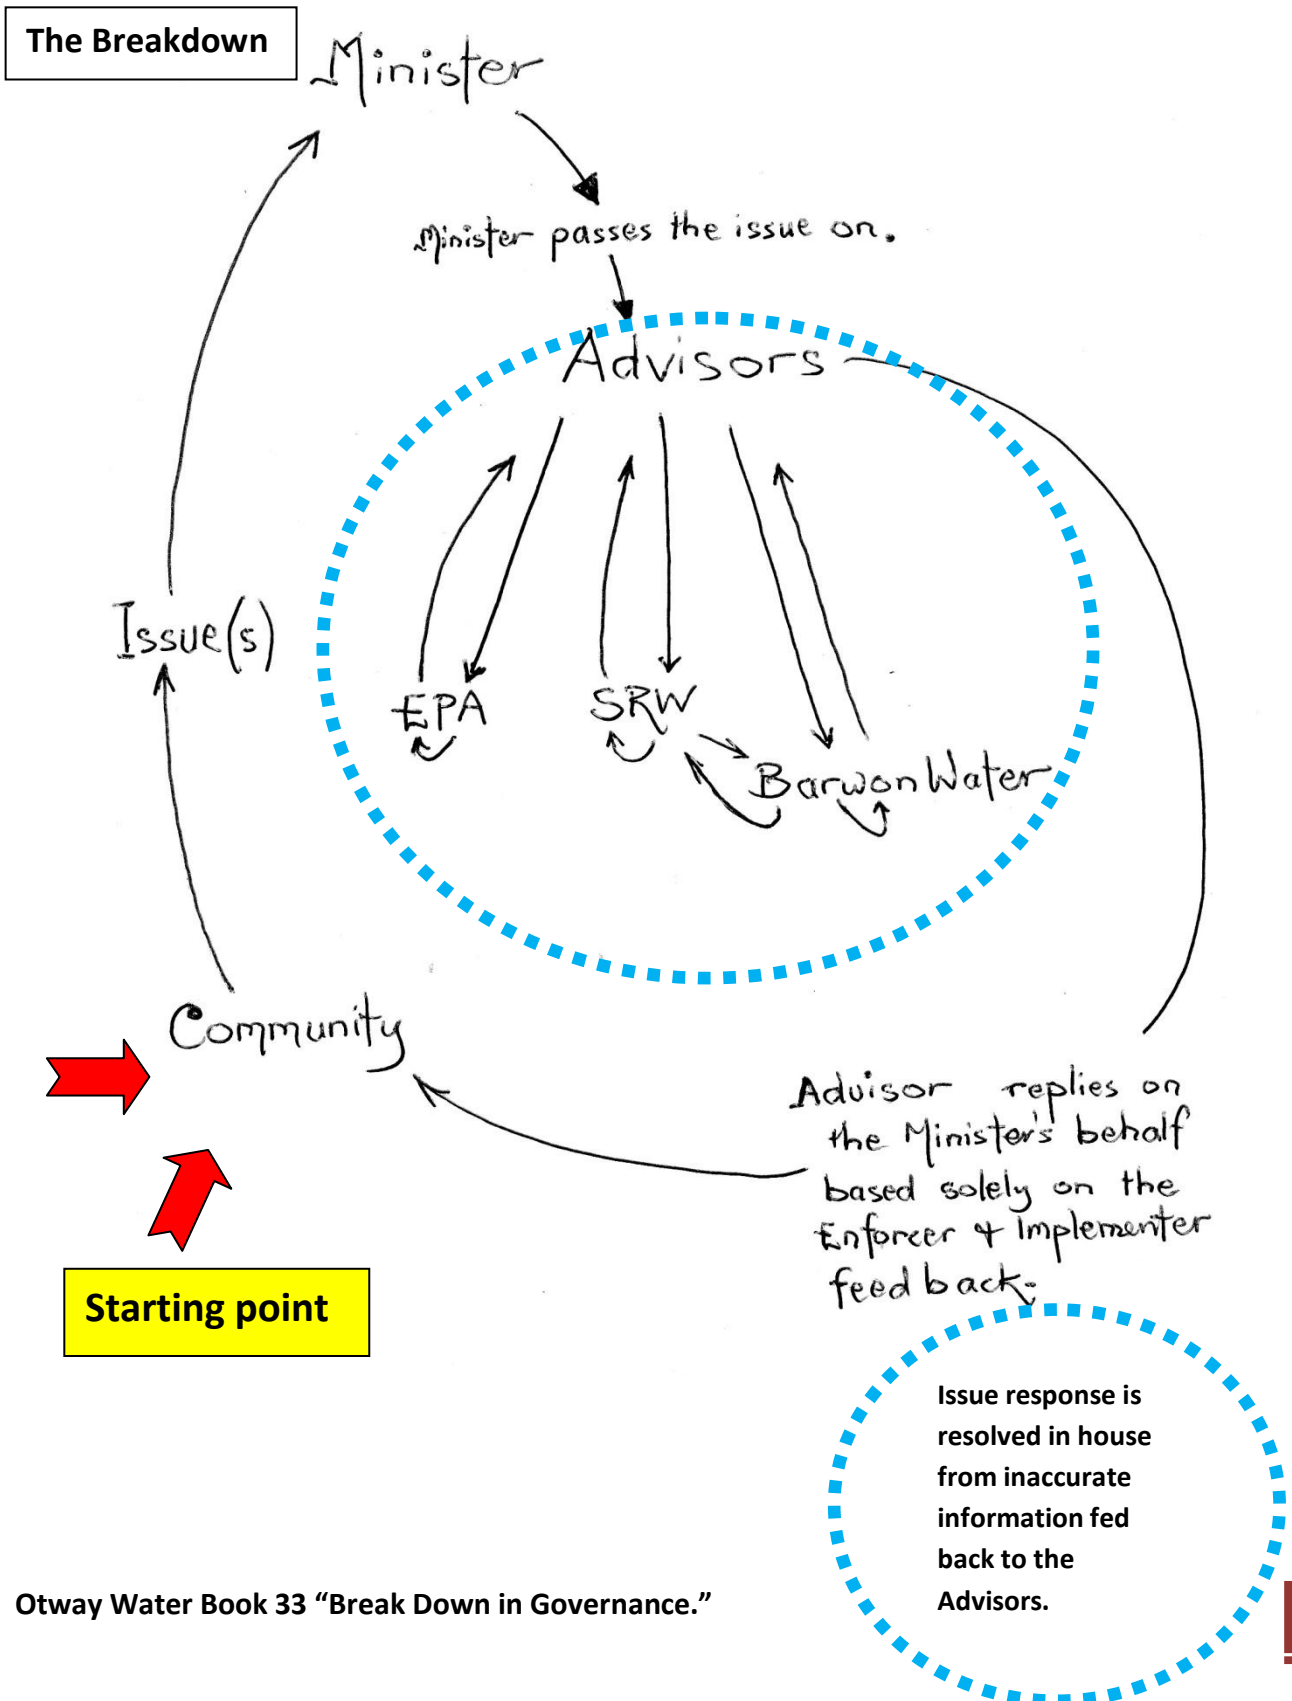 The Breakdown
Minister
Minister passes the issue on.
Advisors
Issue(s)
EPA
SRW
Barwon Water
Community
Advisor replies on
the Minister's behalf
based solely on the
Enforcer & Implementer
feed back.
Starting point
Issue response is
resolved in house
from inaccurate
information fed
back to the
Advisors.
Otway Water Book 33 “Break Down in Governance.”